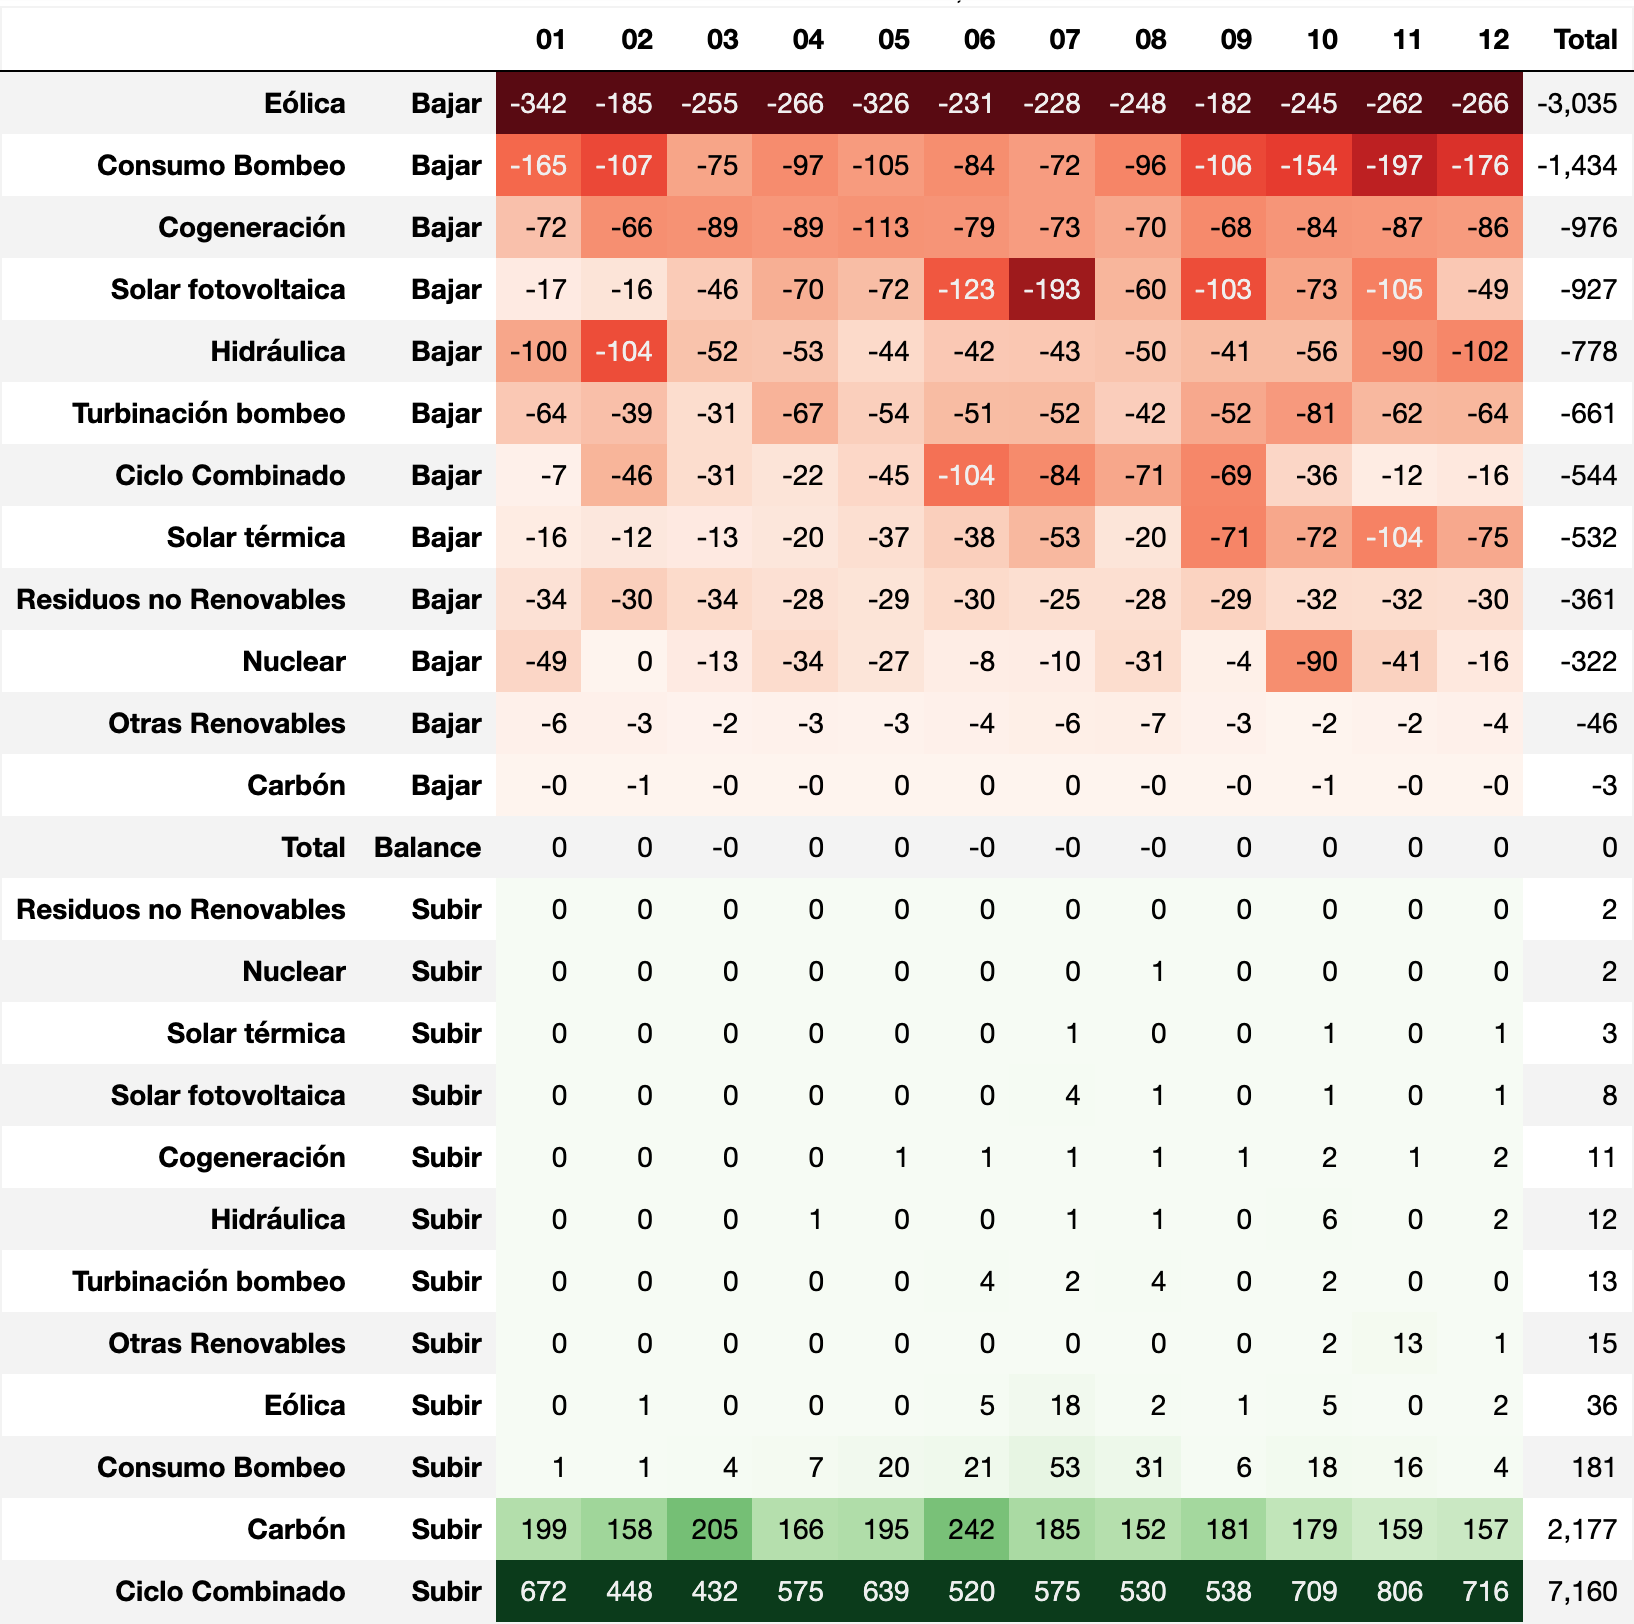 01 02 03 04 05 06 07 08 09 10 11 12 Total
Eólica Bajar -342 -185 -255 -266 -326 -231 -228 -248 -182 -245 -262 -266 -3,035
Consumo Bombeo Bajar -165 -107 -75 -97 -105 -84 -72 -96 -106 -154 -197 -176 -1,434
Cogeneración Bajar -72 -66 -89 -89 -113 -79 -73 -70 -68 -84 -87 -86 -976
Solar fotovoltaica Bajar -17 -16 -46 -70 -72 -123 -193 -60 -103 -73 -105 -49 -927
Hidráulica Bajar -100 -104 -52 -53 -44 -42 -43 -50 -41 -56 -90 -102 -778
Turbinación bombeo Bajar -64 -39 -31 -67 -54 -51 -52 -42 -52 -81 -62 -64 -661
Ciclo Combinado Bajar -7 -46 -31 -22 -45 -104 -84 -71 -69 -36 -12 -16 -544
Solar térmica Bajar -16 -12 -13 -20 -37 -38 -53 -20 -71 -72 -104 -75 -532
Residuos no Renovables Bajar -34 -30 -34 -28 -29 -30 -25 -28 -29 -32 -32 -30 -361
Nuclear Bajar -49 0 -13 -34 -27 -8 -10 -31 -4 -90 -41 -16 -322
Otras Renovables Bajar -6 -3 -2 -3 -3 -4 -6 -7 -3 -2 -2 -4 -46
Carbón Bajar -0 -1 -0 -0 0 0 0 -0 -0 -1 -0 -0 -3
Total Balance 0 0 -0 0 0 -0 -0 -0 0 0 0 0 0
Residuos no Renovables Subir 0 0 0 0 0 0 0 0 0 0 0 0 2
Nuclear Subir 0 0 0 0 0 0 0 1 0 0 0 0 2
Solar térmica Subir 0 0 0 0 0 0 1 0 0 1 0 1 3
Solar fotovoltaica Subir 0 0 0 0 0 0 4 1 0 1 0 1 8
Cogeneración Subir 0 0 0 0 1 1 1 1 1 2 1 2 11
Hidráulica Subir 0 0 0 1 0 0 1 1 0 6 0 2 12
Turbinación bombeo Subir 0 0 0 0 0 4 2 4 0 2 0 0 13
Otras Renovables Subir 0 0 0 0 0 0 0 0 0 2 13 1 15
Eólica Subir 0 1 0 0 0 5 18 2 1 5 0 2 36
Consumo Bombeo Subir 1 1 4 7 20 21 53 31 6 18 16 4 181
Carbón Subir 199 158 205 166 195 242 185 152 181 179 159 157 2,177
Ciclo Combinado Subir 672 448 432 575 639 520 575 530 538 709 806 716 7,160